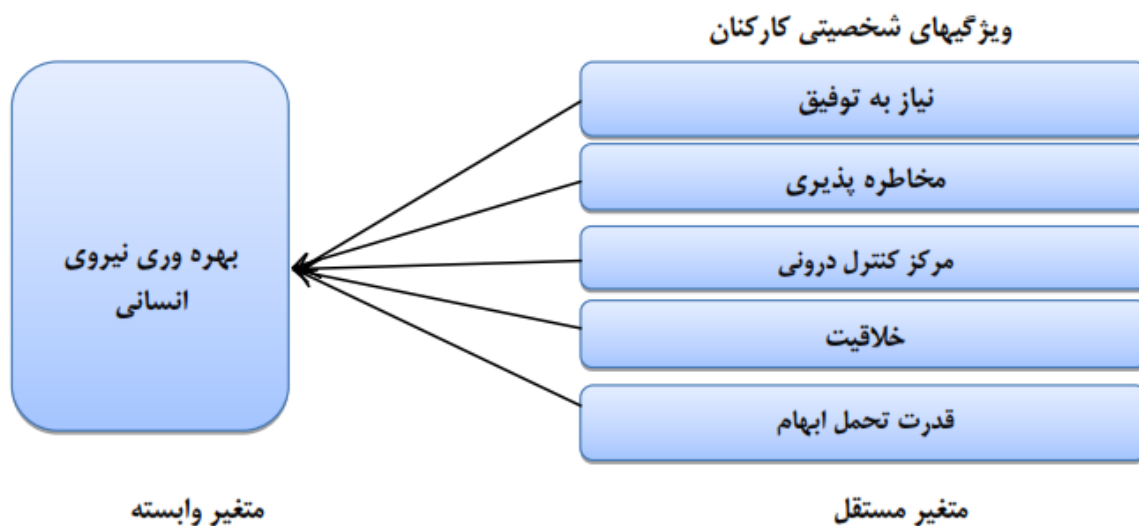 ویژگیهای شخصیتی کارکنان
نیاز به توفیق
مخاطره پذیری
مرکز کنترل درونی
خلاقیت
قدرت تحمل ابهام
بهره وری نیروی
انسانی
متغیر مستقل
متغیر وابسته